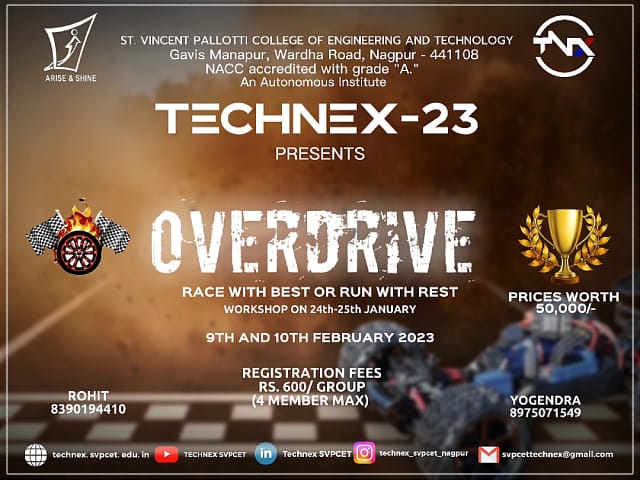 ST. VINCENT PALLOTTI COLLEGE OF ENGINEERING AND TECHNOLOGY
Gavis Manapur, Wardha Road, Nagpur - 441108
NACC accredited with grade "A."
An Autonomous Institute
ARISE & SHINE
TNX
TECHNEX-23
PRESENTS
OVERDRIVE
RACE WITH BEST OR RUN WITH REST
WORKSHOP ON 24th-25th JANUARY
PRICES WORTH
50,000/-
9TH AND 10TH FEBRUARY 2023
REGISTRATION FEES
RS. 600/ GROUP
(4 MEMBER MAX)
ROHIT
8390194410
YOGENDRA
8975071549
technex. svpcet. edu. in
TECHNEX SVPCET
in
Technex SVPCET
technex_svpcet_nagpur
svpcettechnex@gmail.com